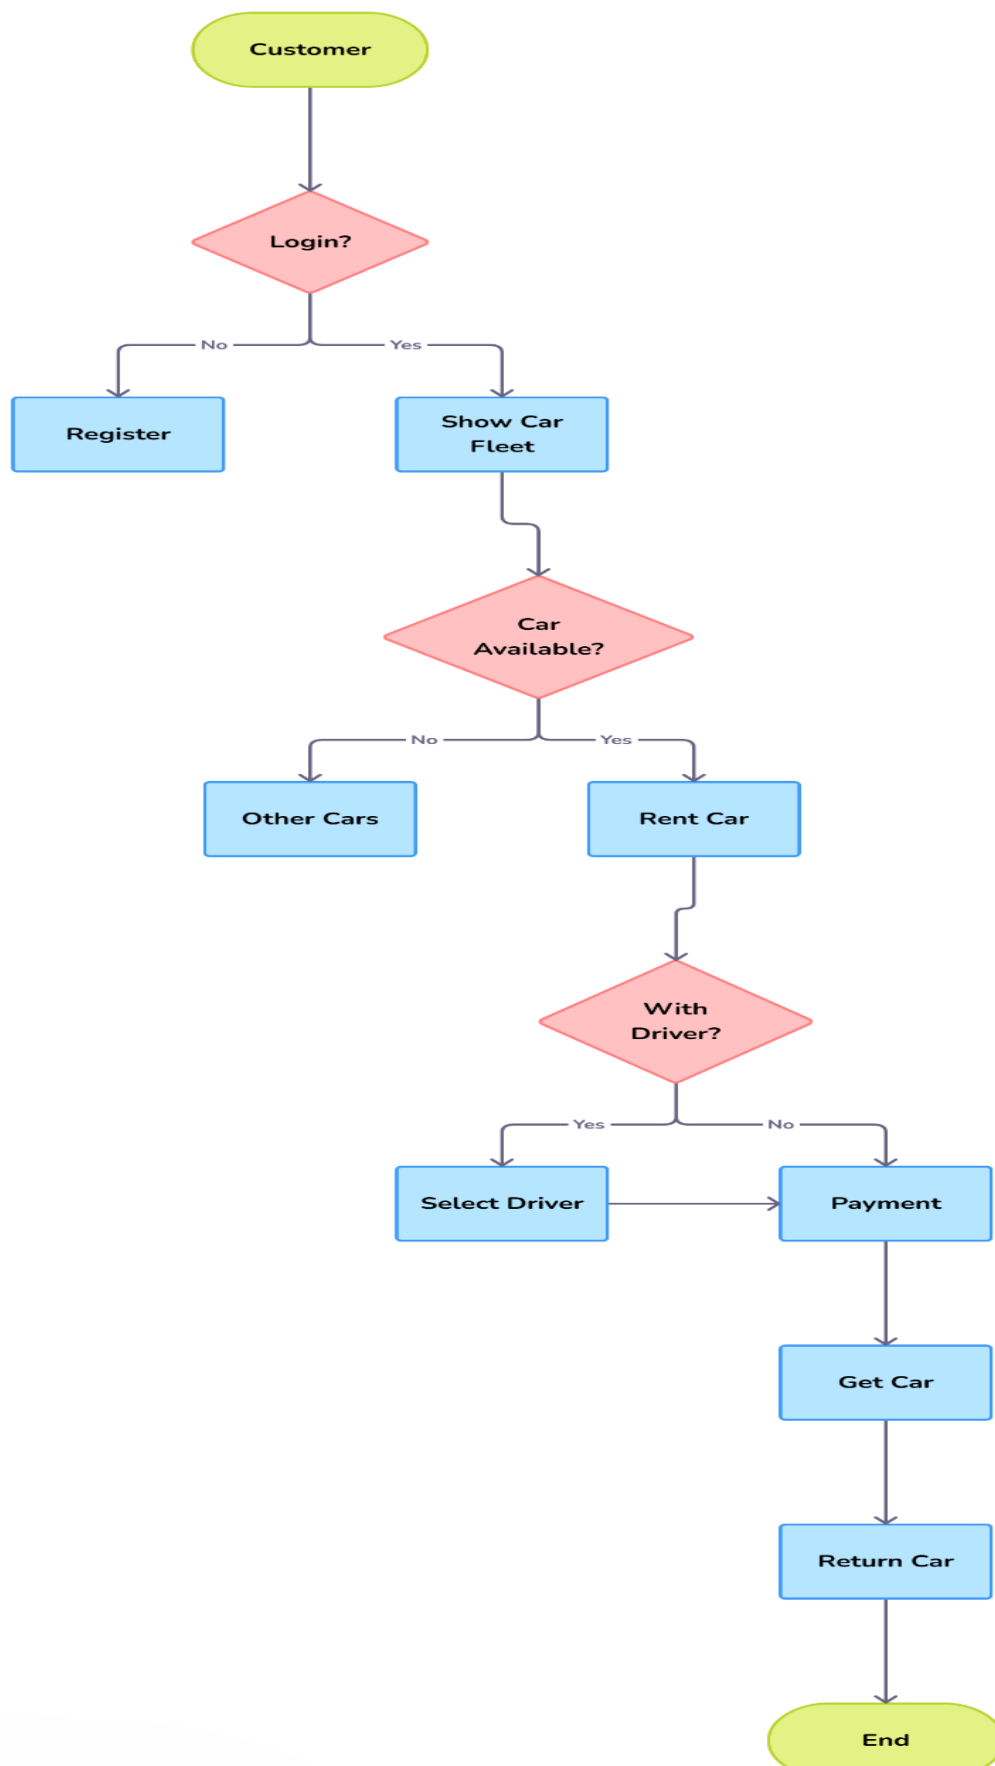 Customer
Login?
No
Yes
Register
Show Car
Fleet
Car
Available?
No
Yes
Other Cars
Rent Car
With
Driver?
Yes
No
Select Driver
Payment
Get Car
Return Car
End